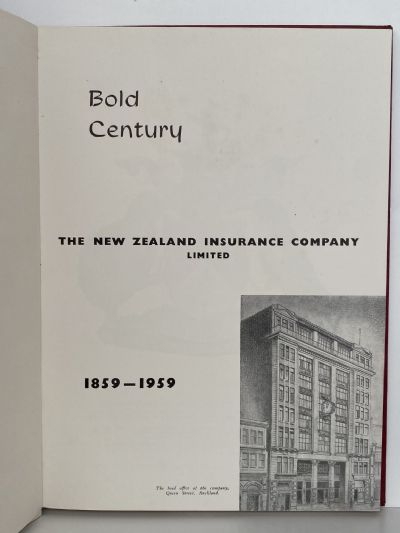 Bold
Century
THE NEW ZEALAND INSURANCE COMPANY
LIMITED
1859—1959
The head office of the company,
Queen Street, Auckland.